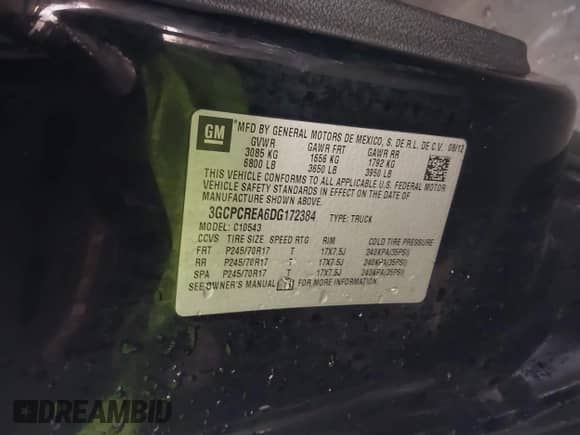 GM
MFD BY GENERAL MOTORS DE MEXICO, S. DE R.L. DE C.V. 08/12
GVWR GAWR FRT GAWR RR
3085 KG 1656 KG 1792 KG
6800 LB 3650 LB 3950 LB
THIS VEHICLE CONFORMS TO ALL APPLICABLE U.S. FEDERAL MOTOR
VEHICLE SAFETY STANDARDS IN EFFECT ON THE DATE OF
MANUFACTURE SHOWN ABOVE.
3GCPCREA6DG172384 TYPE: TRUCK
MODEL: C10543
CCVS TIRE SIZE SPEED RTG RIM COLD TIRE PRESSURE
FRT P245/70R17 T 17X7.5J 240KPA(35PSI)
RR P245/70R17 T 17X7.5J 240KPA(35PSI)
SPA P245/70R17 T 17X7.5J 240KPA(35PSI)
SEE OWNER'S MANUAL FOR MORE INFORMATION
DREAMBID